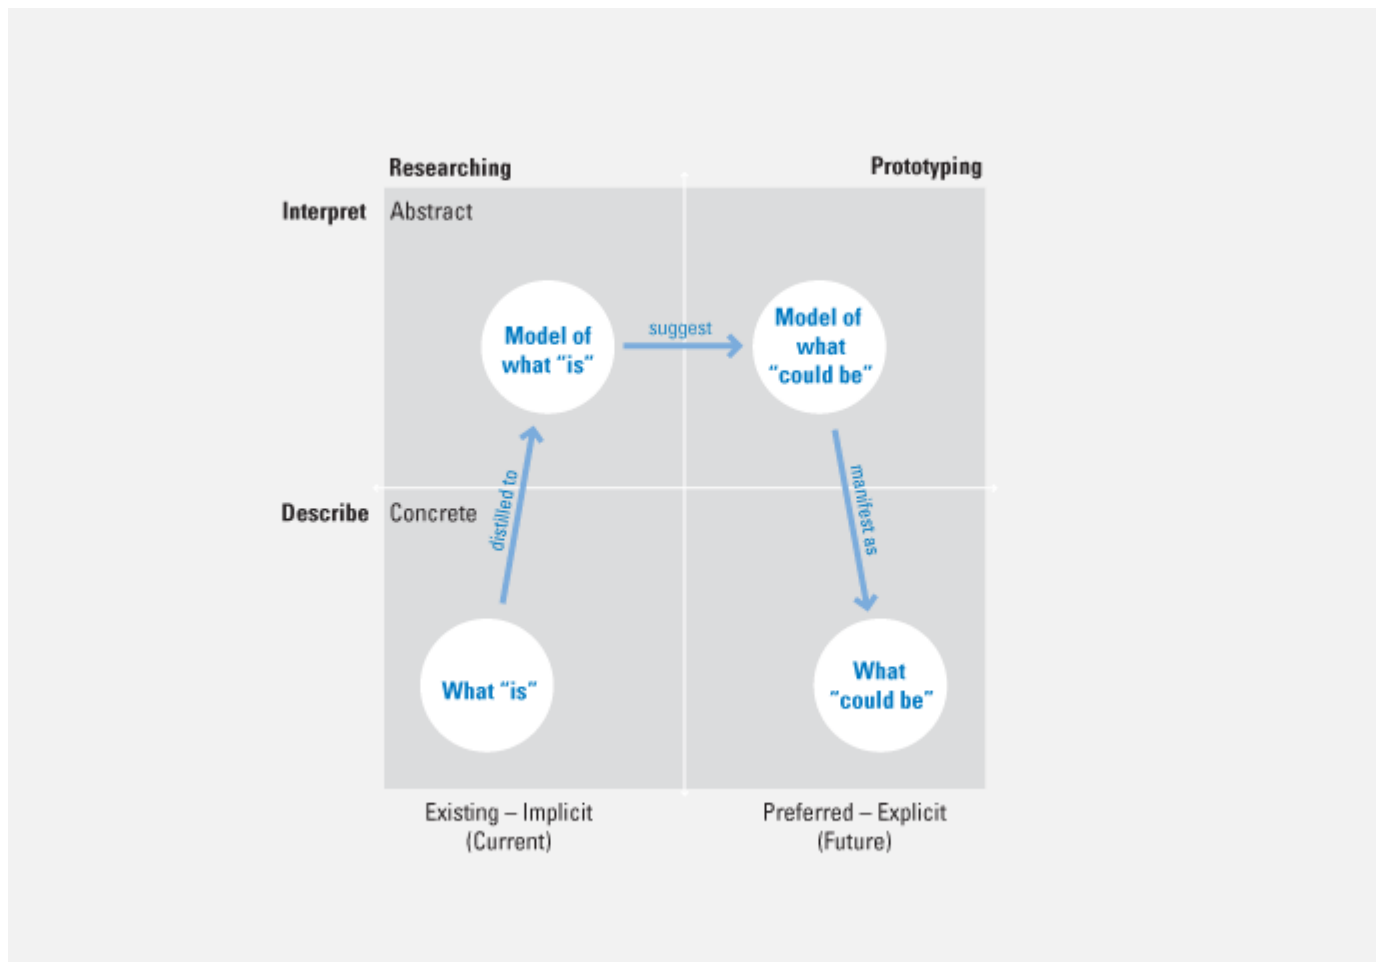 Researching
Prototyping
Interpret
Abstract
Model of
what “is”
suggest
Model of
what
“could be”
distilled to
manifest as
Describe
Concrete
What “is”
What
“could be”
Existing – Implicit
(Current)
Preferred – Explicit
(Future)